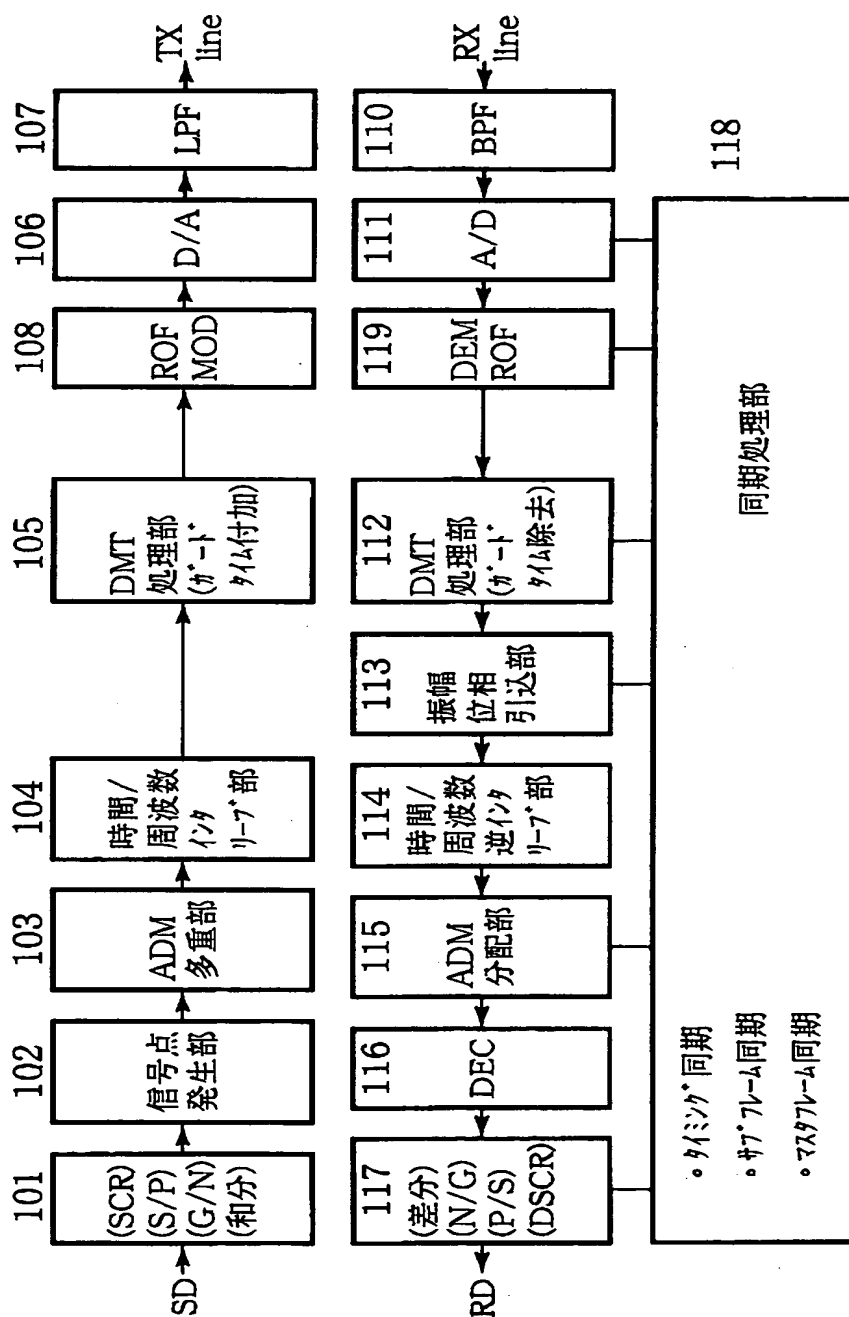 SD
101
(SCR)
(S/P)
(G/N)
(和分)
102
信号点
発生部
103
ADM
多重部
104
時間/
周波数
インタ
リーブ部
105
DMT
処理部
(ガード
タイム付加)
108
ROF
MOD
106
D/A
107
LPF
TX
line
RD
117
(差分)
(N/G)
(P/S)
(DSCR)
116
DEC
115
ADM
分配部
114
時間/
周波数
逆インタ
リーブ部
113
振幅
位相
引込部
112
DMT
処理部
(ガード
タイム除去)
119
DEM
ROF
111
A/D
110
BPF
RX
line
118
同期処理部
◦タイミング同期
◦サブフレーム同期
◦マスタフレーム同期